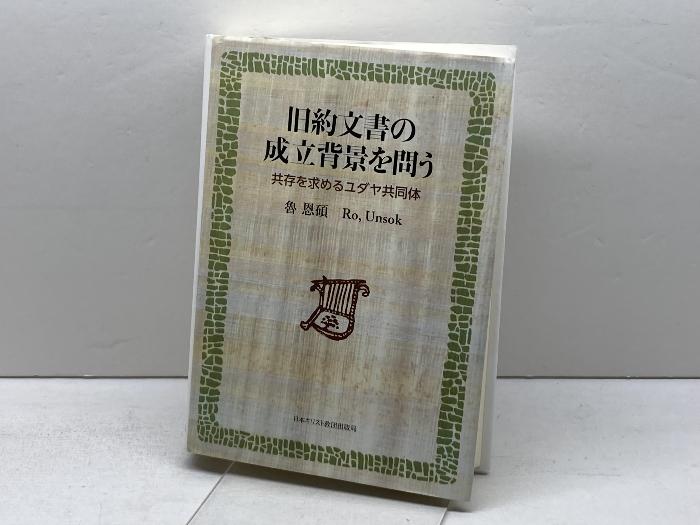 旧約文書の
成立背景を問う
共存を求めるユダヤ共同体
魯 恩碩 Ro, Unsok
日本キリスト教団出版局